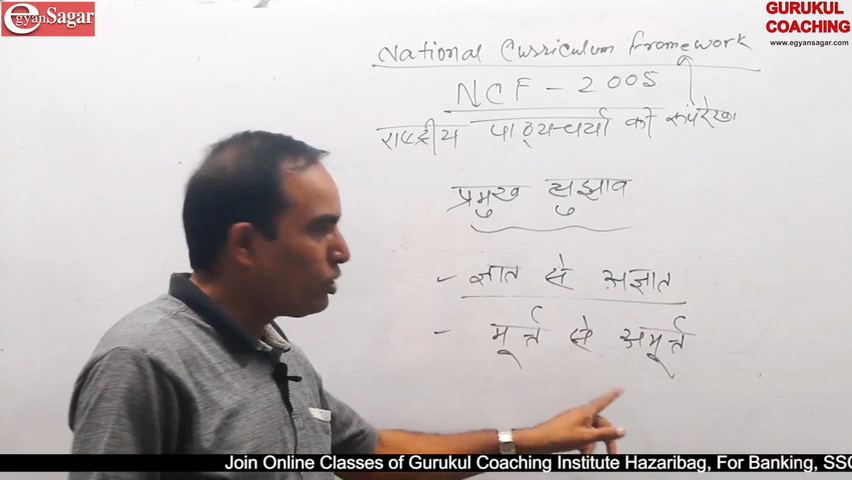 egyanSagar
GURUKUL
COACHING
www.egyansagar.com
National Curriculum Framework
NCF - 2005
राष्ट्रीय पाठ्यचर्या की रूपरेखा
प्रमुख सुझाव
- ज्ञात से अज्ञात
- मूर्त्त से अमूर्त्त
Join Online Classes of Gurukul Coaching Institute Hazaribag, For Banking, SSC